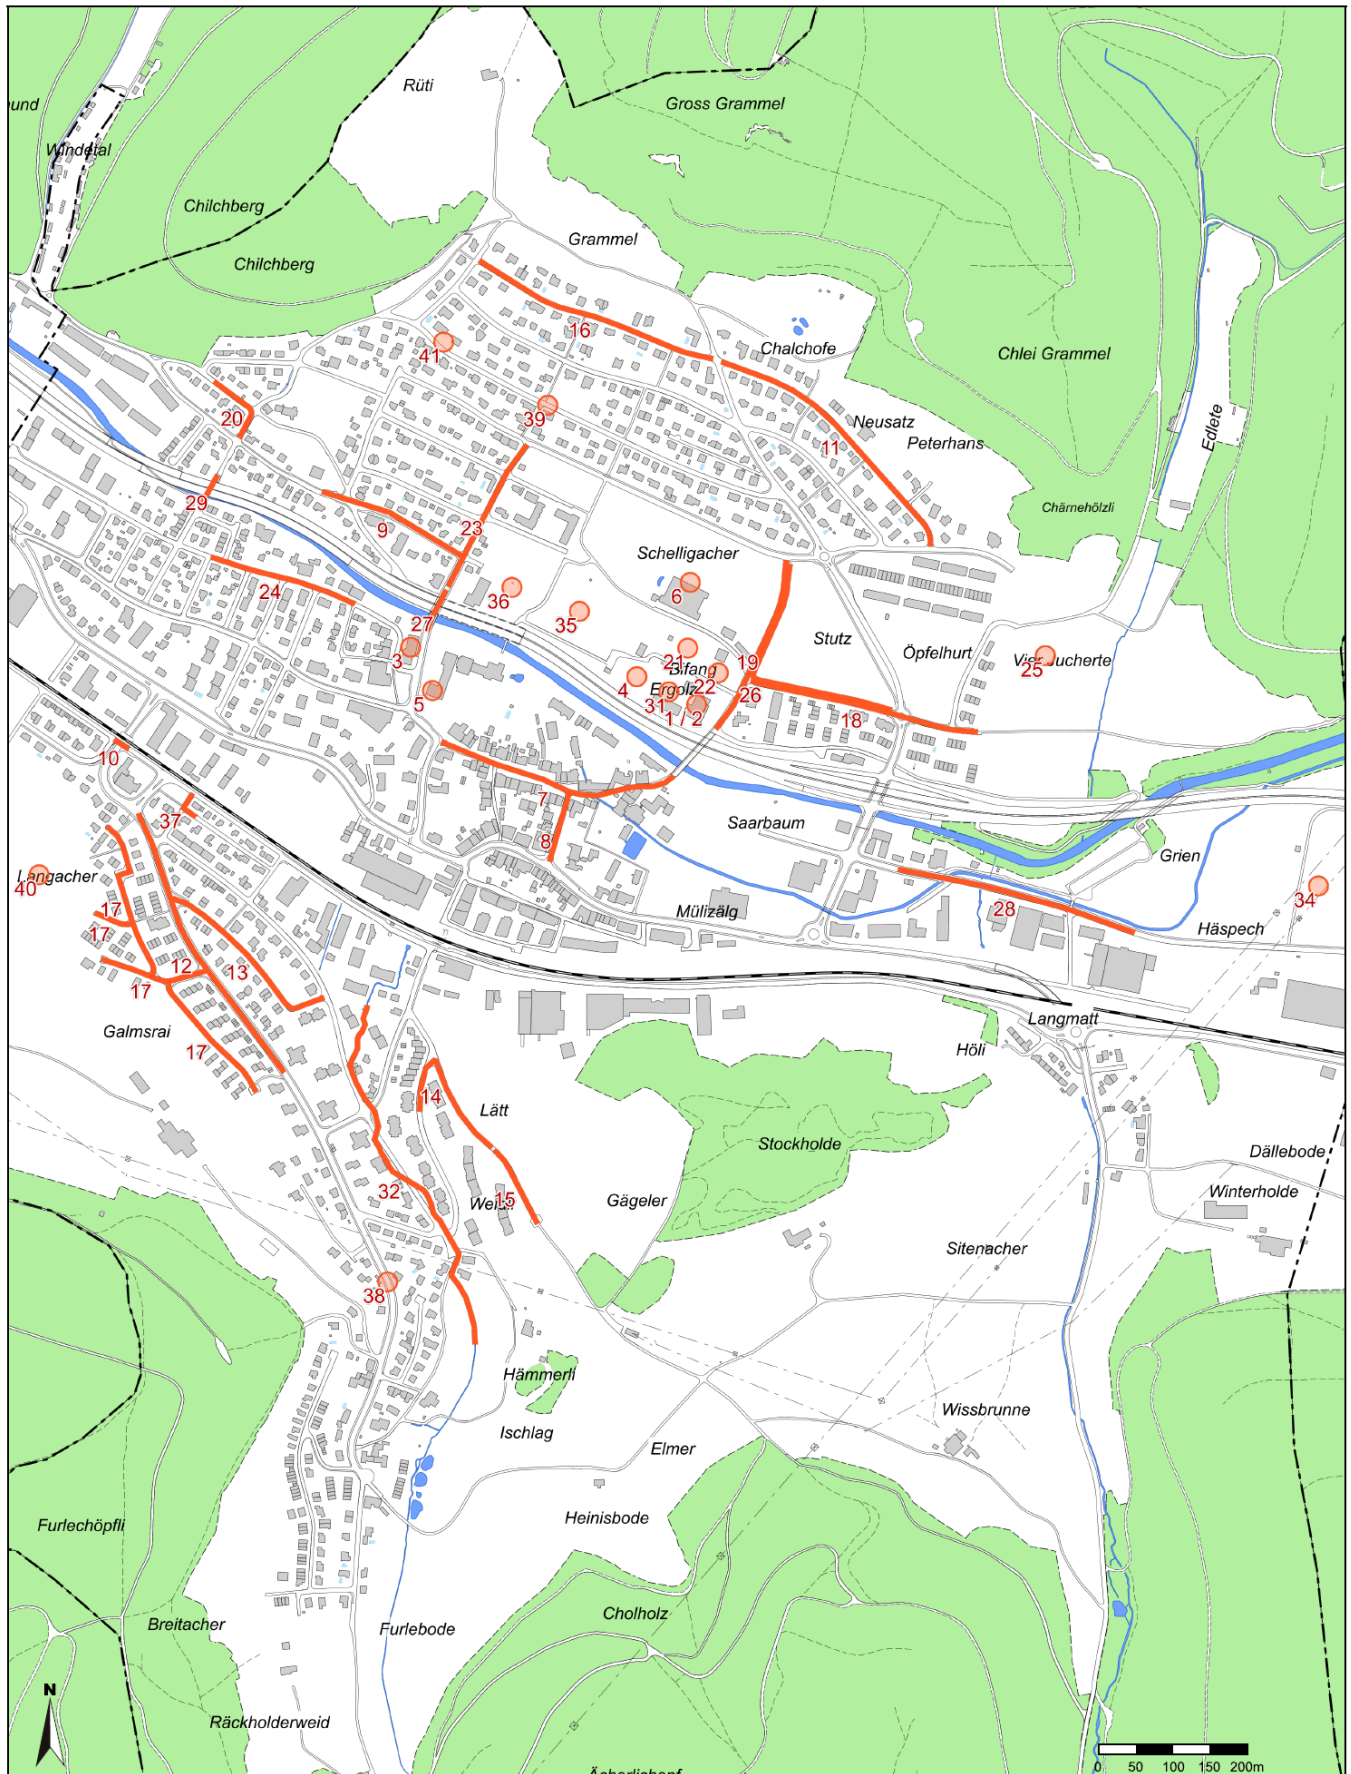 Rüti
Gross Grammel
und
Windetal
Chilchberg
Grammel
Chilchberg
16
41
Chalchofe
Chlei Grammel
39
20
Neusatz
11
Peterhans
Edlete
29
9
23
Chärnehölzli
Schelligacher
24
36
6
35
27
Stutz
Öpfelhurt
3
21
19
Vier Jucherte
25
4
Bifang
22
26
5
Ergolz
31
1 / 2
18
10
7
37
Saarbaum
8
Grien
Langacher
40
34
17
Mülizälg
28
17
Häspech
12
13
17
Galmsrai
Langmatt
17
Höli
14
Lätt
Stockholde
Dällebode
32
15
Gägeler
Winterholde
Sitenacher
38
Hämmerli
Wissbrunne
Ischlag
Elmer
Furlechöpfli
Heinisbode
Breitacher
Cholholz
Furlebode
N
Räckholderweid
0 50 100 150 200m